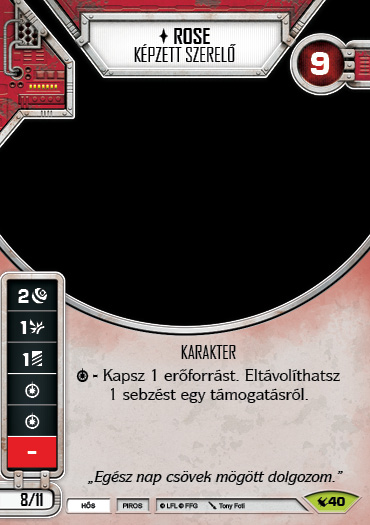 ROSE
KÉPZETT SZERELŐ
9
2
1
1
-
KARAKTER
- Kapsz 1 erőforrást. Eltávolíthatsz
1 sebzést egy támogatásról.
„Egész nap csövek mögött dolgozom.”
8/11
HŐS
PIROS
© LFL © FFG
Tony Foti
40